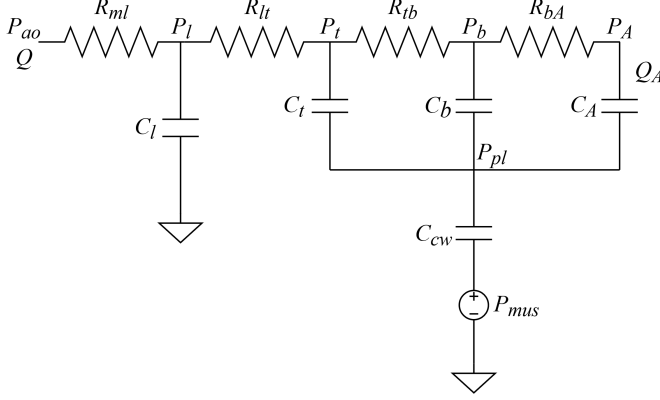 R_ml R_lt R_tb R_bA
P_ao P_l P_t P_b P_A
Q Q_A
C_l C_t C_b C_A
P_pl
C_cw
+
− P_mus